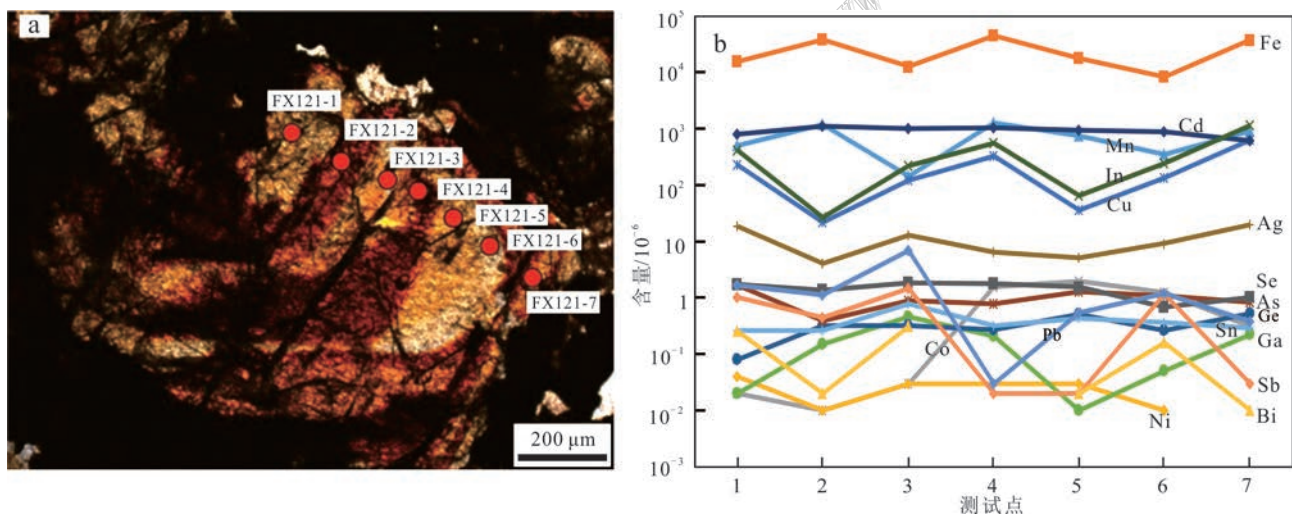 a
FX121-1
FX121-2
FX121-3
FX121-4
FX121-5
FX121-6
FX121-7
200 μm
b
含量/10⁻⁶
10⁵
10⁴
10³
10²
10
1
10⁻¹
10⁻²
10⁻³
1 2 3 4 5 6 7
测试点
Fe
Cd
Mn
In
Cu
Ag
Se
As
Ge
Sn
Ga
Pb
Co
Sb
Ni
Bi